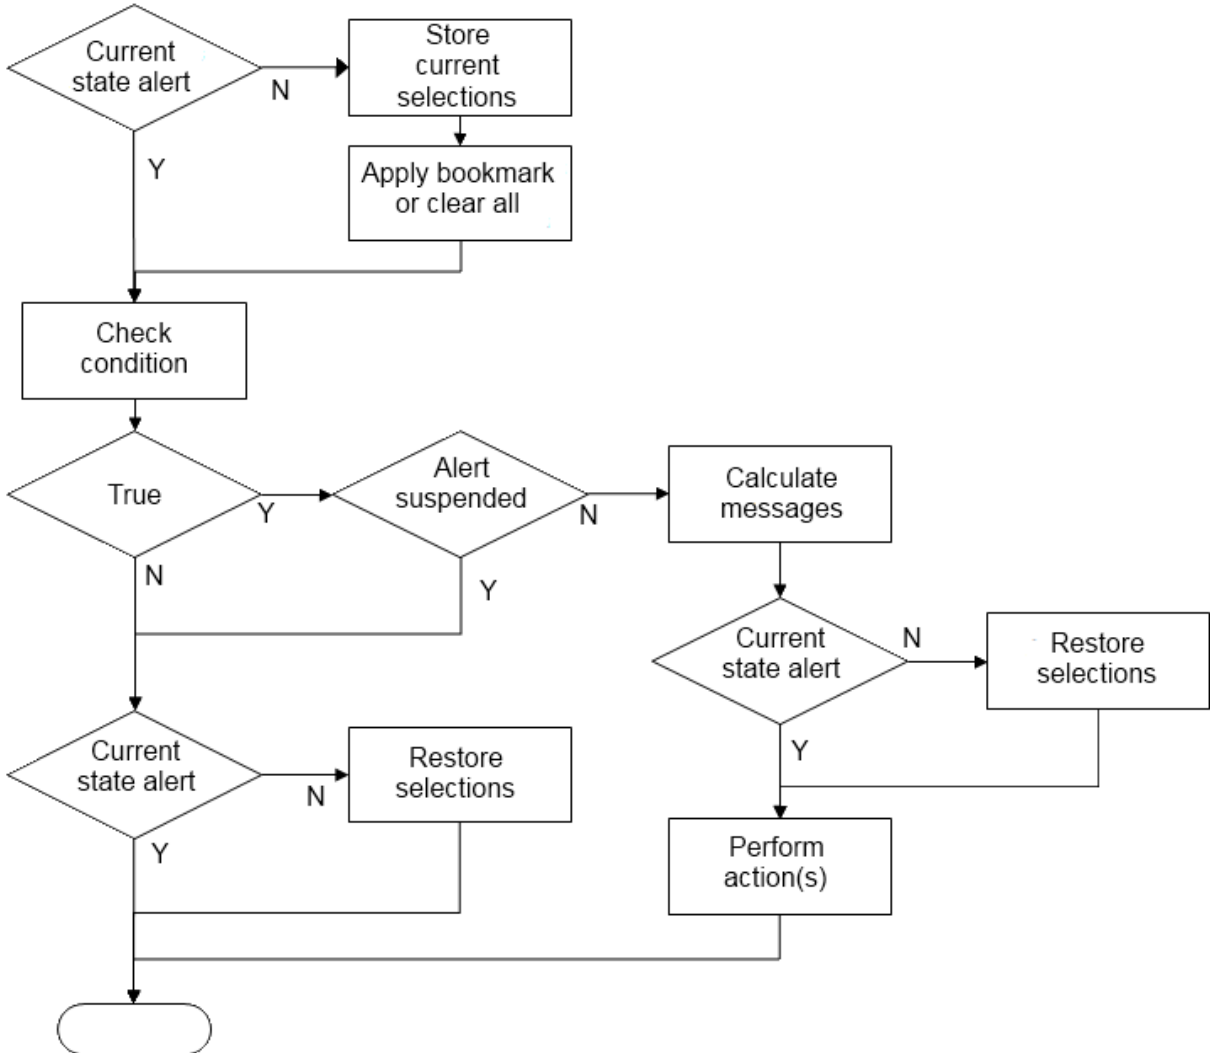 Current
state alert
N
Store
current
selections
Y
Apply bookmark
or clear all
Check
condition
True
Y
N
Alert
suspended
N
Y
Calculate
messages
Current
state alert
N
Restore
selections
Y
Current
state alert
N
Restore
selections
Y
Perform
action(s)